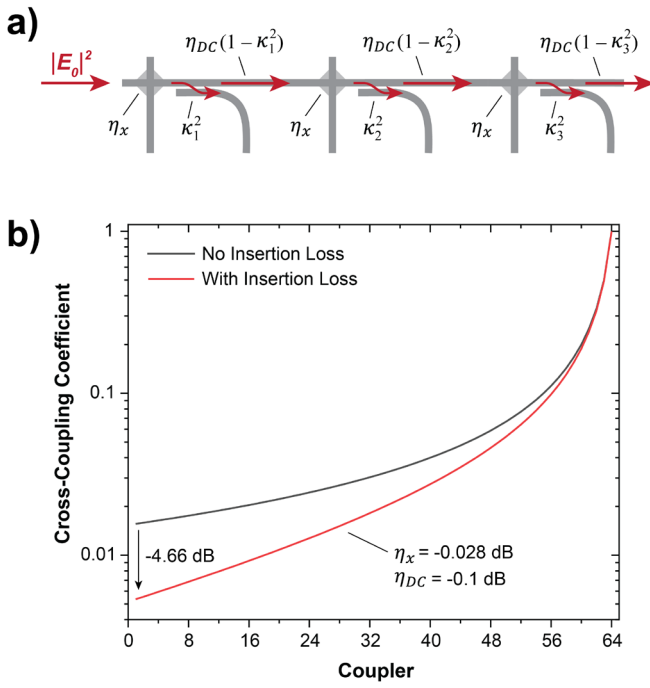 a)
|E₀|²
η_DC(1 − κ₁²) η_DC(1 − κ₂²) η_DC(1 − κ₃²)
η_x κ₁² η_x κ₂² η_x κ₃²
b)
1
0.1
0.01
Cross-Coupling Coefficient
No Insertion Loss
With Insertion Loss
-4.66 dB
η_x = -0.028 dB
η_DC = -0.1 dB
0 8 16 24 32 40 48 56 64
Coupler